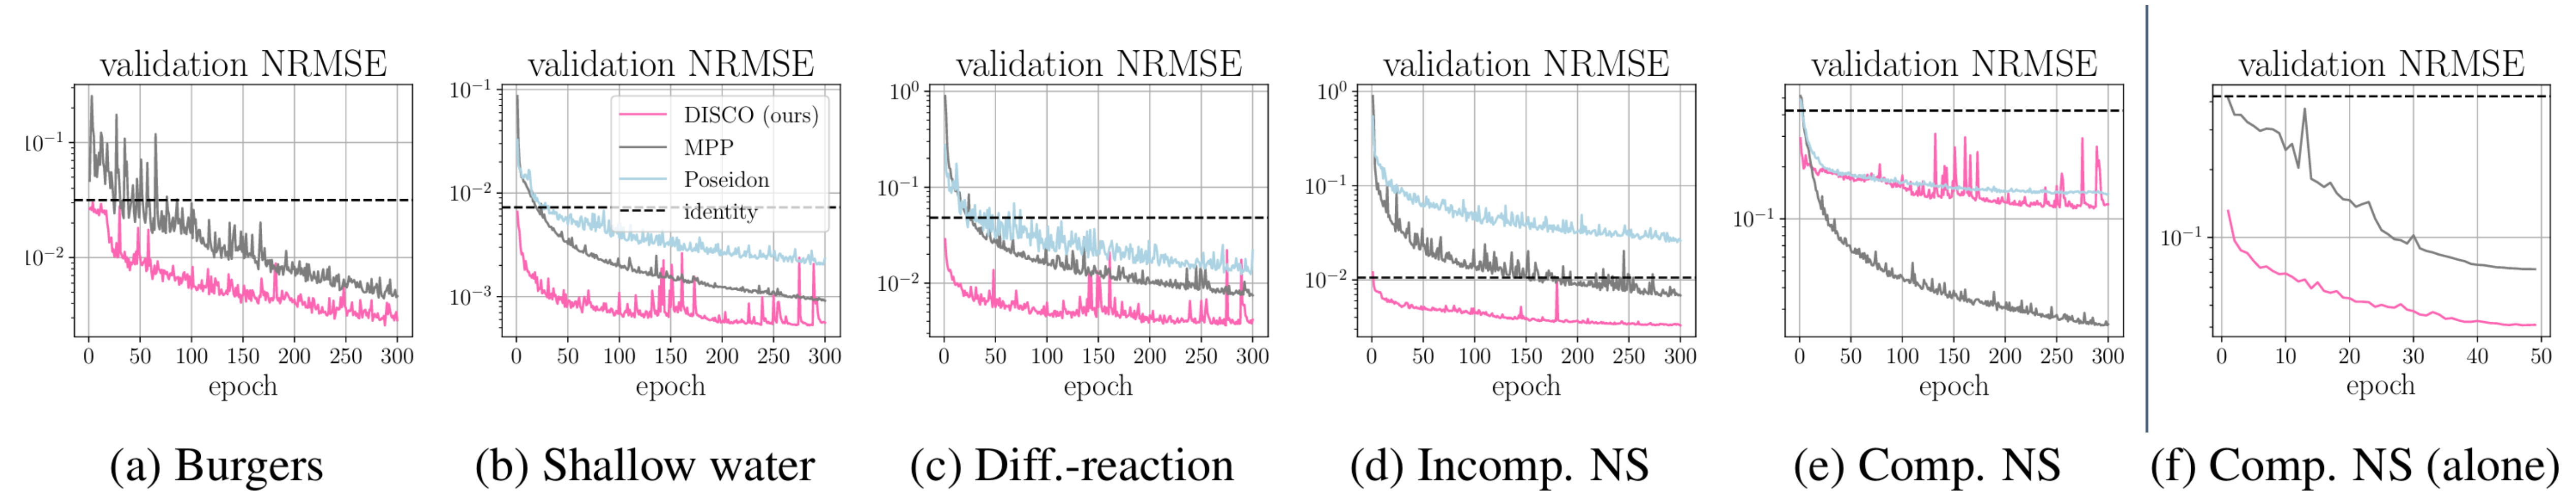 validation NRMSE
10⁻¹
10⁻²
0 50 100 150 200 250 300
epoch
(a) Burgers
validation NRMSE
10⁻¹
10⁻²
10⁻³
DISCO (ours)
MPP
Poseidon
identity
0 50 100 150 200 250 300
epoch
(b) Shallow water
validation NRMSE
10⁰
10⁻¹
10⁻²
0 50 100 150 200 250 300
epoch
(c) Diff.-reaction
validation NRMSE
10⁰
10⁻¹
10⁻²
0 50 100 150 200 250 300
epoch
(d) Incomp. NS
validation NRMSE
10⁻¹
0 50 100 150 200 250 300
epoch
(e) Comp. NS
validation NRMSE
10⁻¹
0 10 20 30 40 50
epoch
(f) Comp. NS (alone)